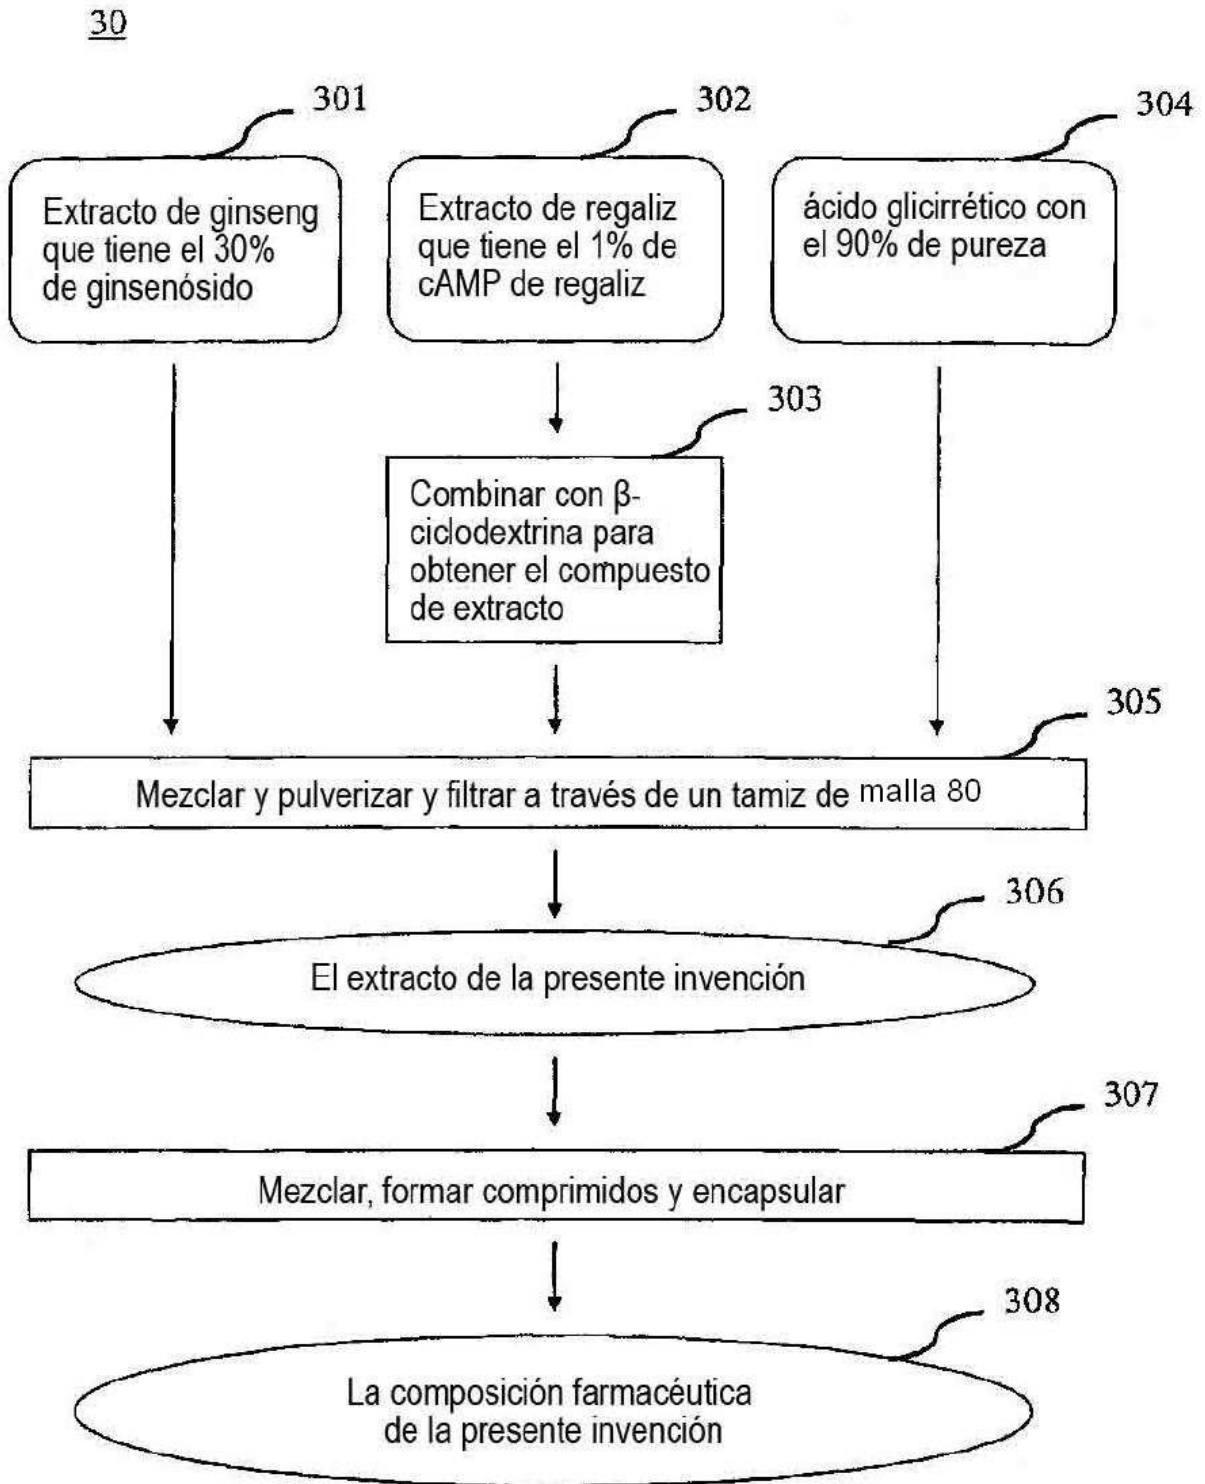 30
301
302
304
Extracto de ginseng
que tiene el 30%
de ginsenósido
Extracto de regaliz
que tiene el 1% de
cAMP de regaliz
ácido glicirrético con
el 90% de pureza
303
Combinar con β-
ciclodextrina para
obtener el compuesto
de extracto
305
Mezclar y pulverizar y filtrar a través de un tamiz de malla 80
306
El extracto de la presente invención
307
Mezclar, formar comprimidos y encapsular
308
La composición farmacéutica
de la presente invención